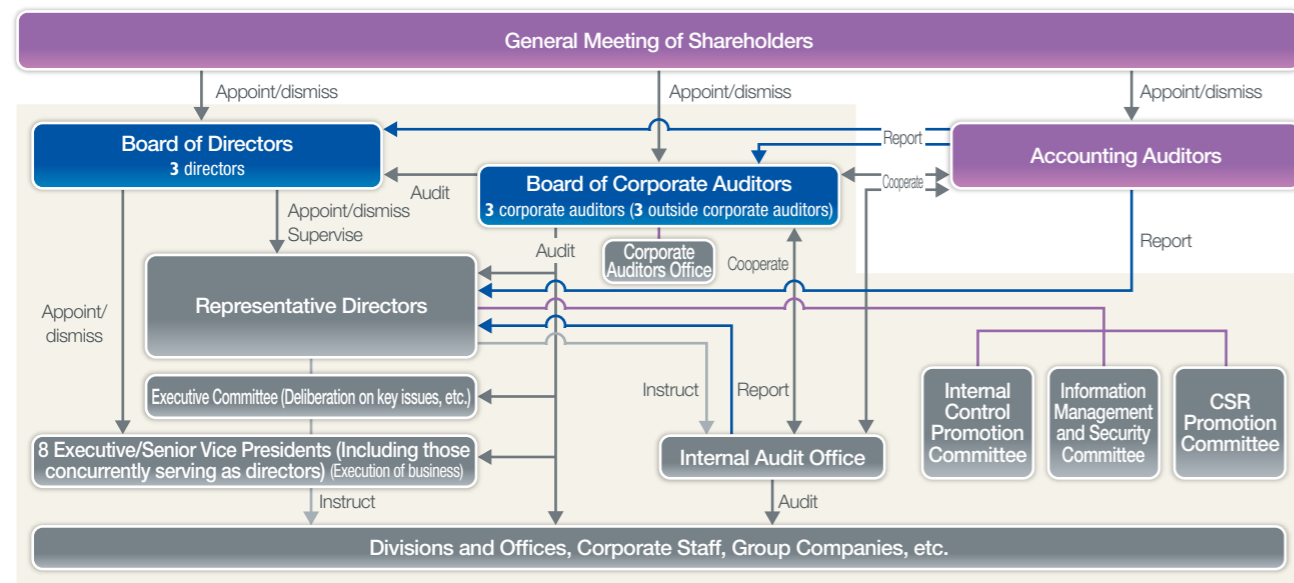 General Meeting of Shareholders
Appoint/dismiss
Appoint/dismiss
Appoint/dismiss
Board of Directors
3 directors
Report
Accounting Auditors
Audit
Board of Corporate Auditors
3 corporate auditors (3 outside corporate auditors)
Cooperate
Appoint/dismiss
Supervise
Audit
Corporate
Auditors Office
Cooperate
Report
Representative Directors
Appoint/
dismiss
Executive Committee (Deliberation on key issues, etc.)
Instruct
Report
Internal
Control
Promotion
Committee
Information
Management
and Security
Committee
CSR
Promotion
Committee
8 Executive/Senior Vice Presidents (Including those
concurrently serving as directors) (Execution of business)
Internal Audit Office
Instruct
Audit
Divisions and Offices, Corporate Staff, Group Companies, etc.